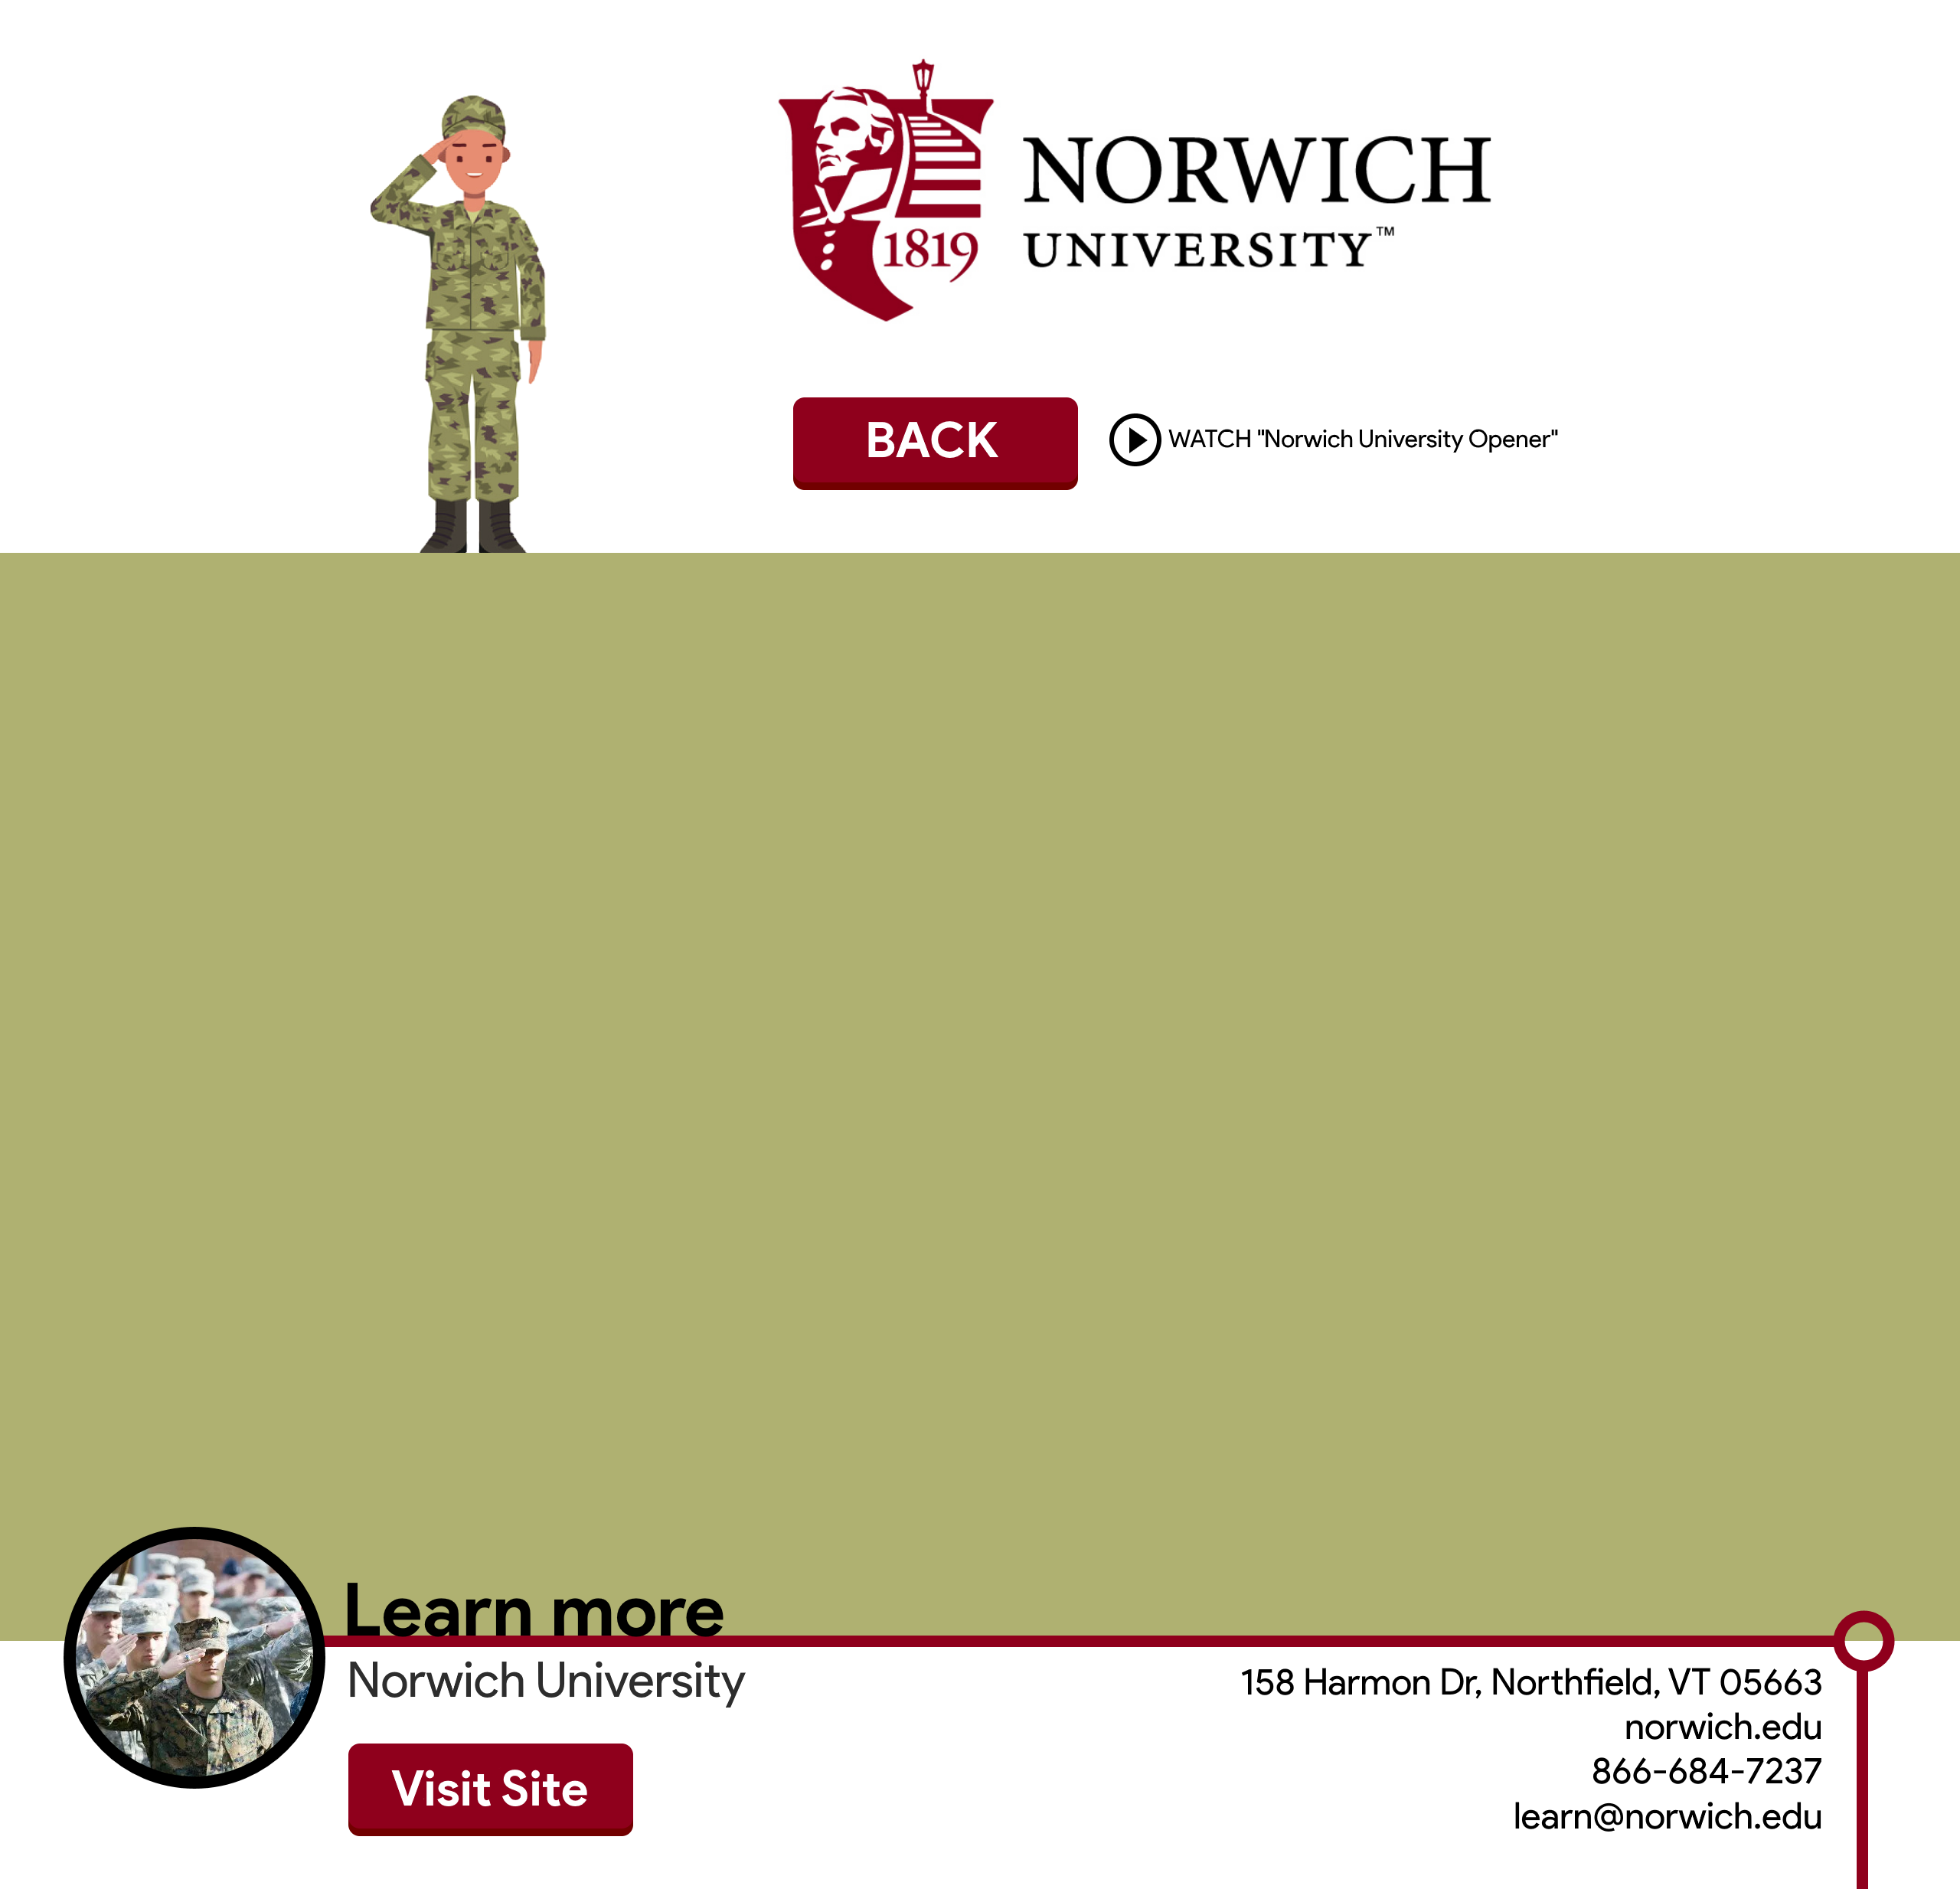 NORWICH
UNIVERSITY™
1819
BACK
WATCH "Norwich University Opener"
Learn more
Norwich University
Visit Site
158 Harmon Dr, Northfield, VT 05663
norwich.edu
866-684-7237
learn@norwich.edu